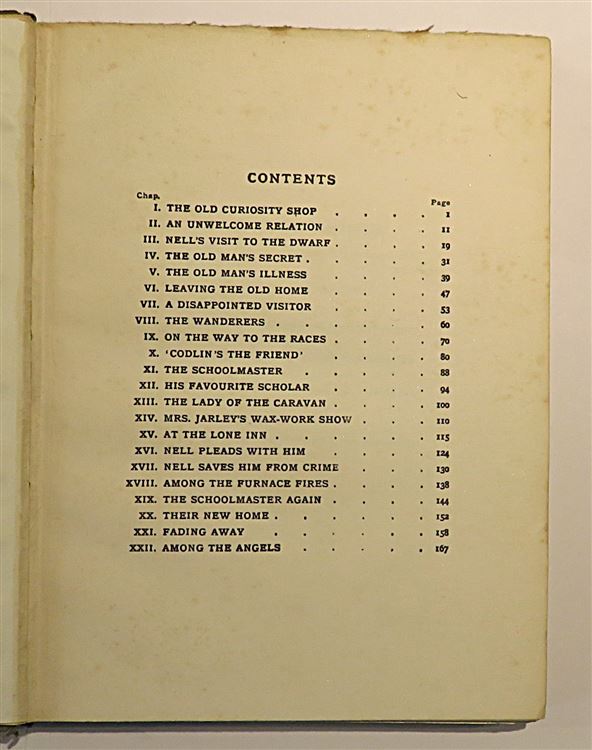 CONTENTS
Chap. Page
I. THE OLD CURIOSITY SHOP . . . . 1
II. AN UNWELCOME RELATION . . . . 11
III. NELL'S VISIT TO THE DWARF . . . . 19
IV. THE OLD MAN'S SECRET . . . . . 31
V. THE OLD MAN'S ILLNESS . . . . 39
VI. LEAVING THE OLD HOME . . . . 47
VII. A DISAPPOINTED VISITOR . . . . 53
VIII. THE WANDERERS . . . . . . 60
IX. ON THE WAY TO THE RACES . . . . 70
X. 'CODLIN'S THE FRIEND' . . . . 80
XI. THE SCHOOLMASTER . . . . . 88
XII. HIS FAVOURITE SCHOLAR . . . . 94
XIII. THE LADY OF THE CARAVAN . . . . 100
XIV. MRS. JARLEY'S WAX-WORK SHOW . . . 110
XV. AT THE LONE INN . . . . . . 115
XVI. NELL PLEADS WITH HIM . . . . 124
XVII. NELL SAVES HIM FROM CRIME . . . 130
XVIII. AMONG THE FURNACE FIRES . . . . 138
XIX. THE SCHOOLMASTER AGAIN . . . . 144
XX. THEIR NEW HOME . . . . . . 152
XXI. FADING AWAY . . . . . . 158
XXII. AMONG THE ANGELS . . . . . 167